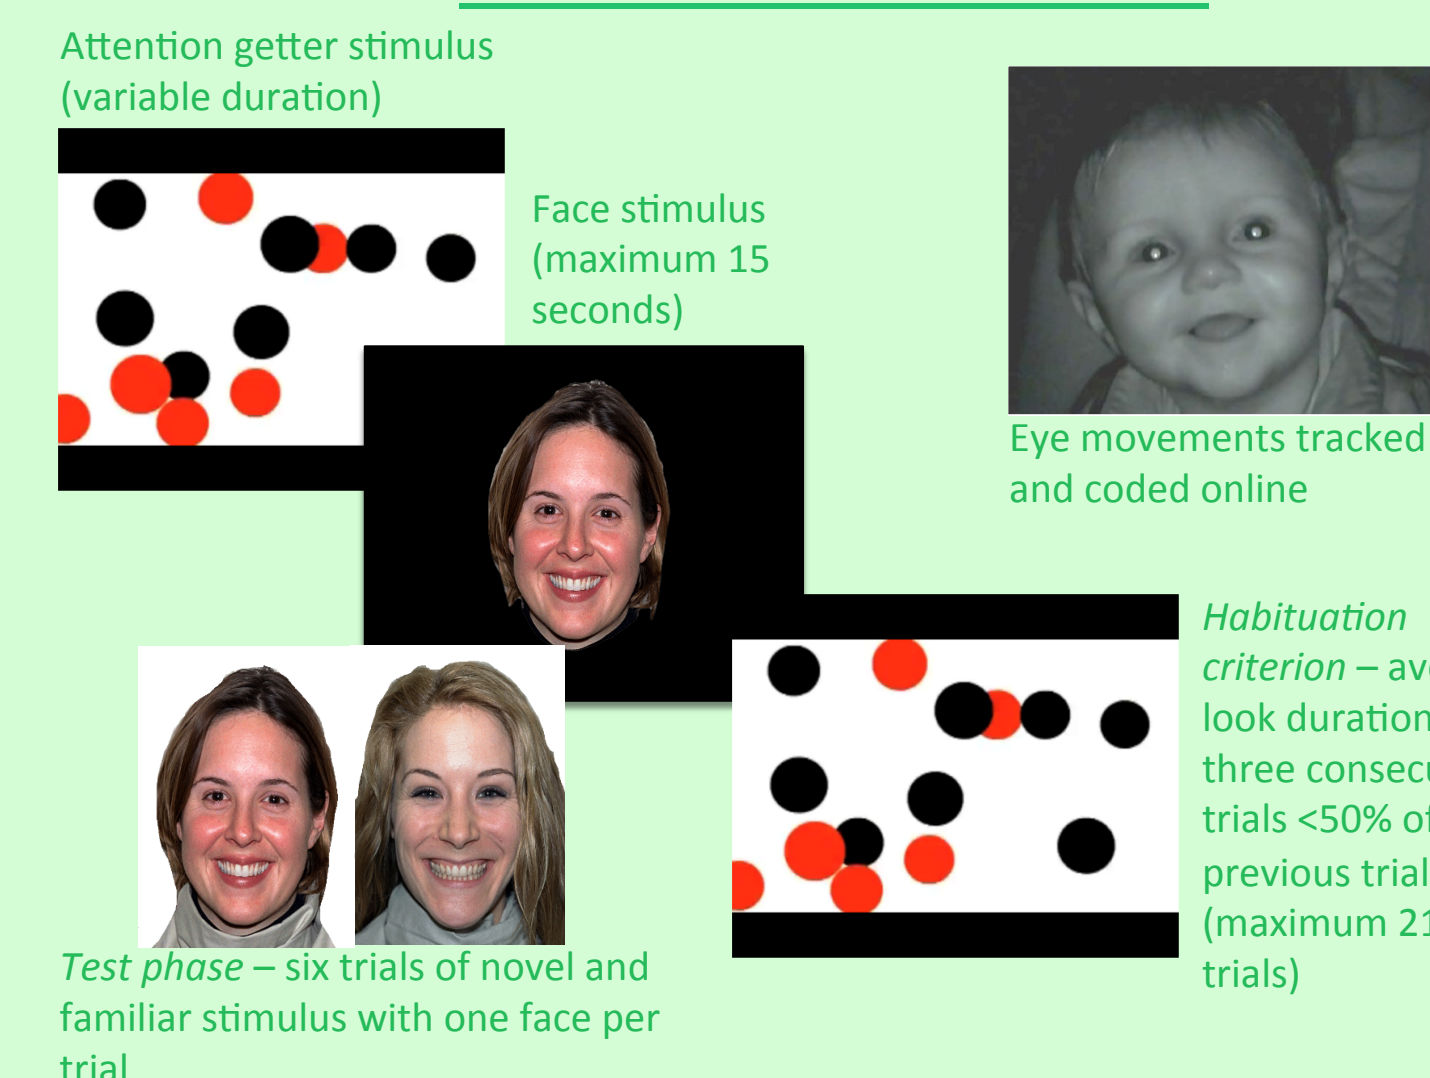 Attention getter stimulus
(variable duration)
Face stimulus
(maximum 15
seconds)
Eye movements tracked
and coded online
Habituation
criterion –
look duration
three
trials <50%
previous
(maximum
trials)
Test phase – six trials of novel and
familiar stimulus with one face per
trial